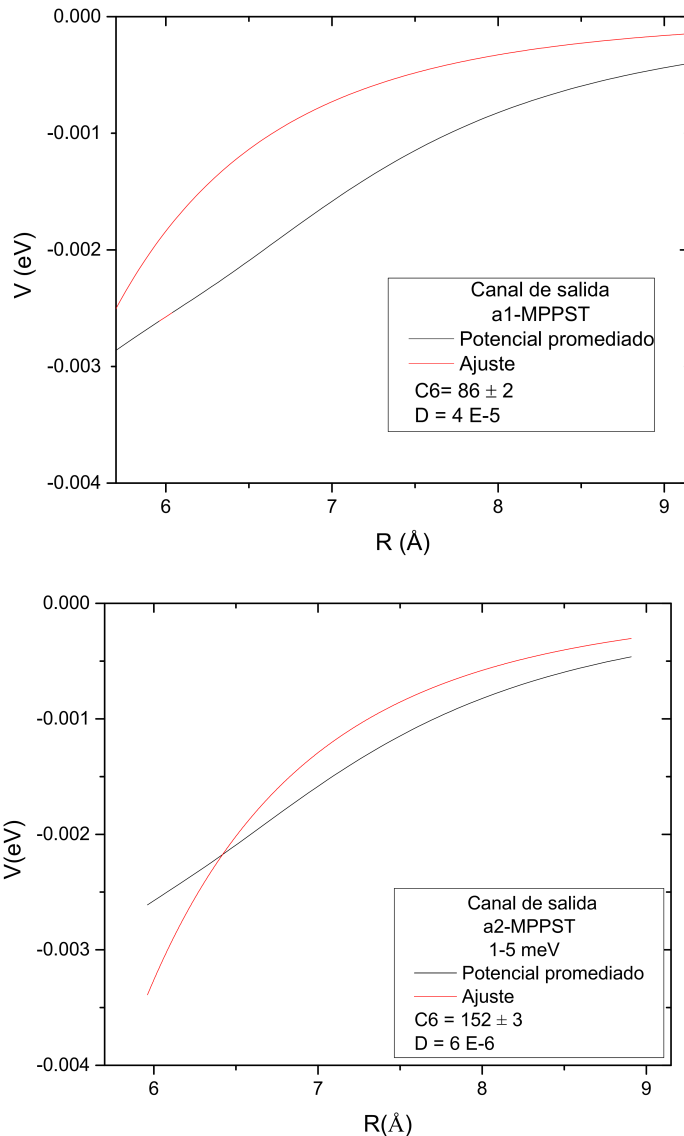 0.000
-0.001
-0.002
-0.003
-0.004
V (eV)
6
7
8
9
R (Å)
Canal de salida
a1-MPPST
Potencial promediado
Ajuste
C6= 86 ± 2
D = 4 E-5
0.000
-0.001
-0.002
-0.003
-0.004
V(eV)
6
7
8
9
R(Å)
Canal de salida
a2-MPPST
1-5 meV
Potencial promediado
Ajuste
C6 = 152 ± 3
D = 6 E-6